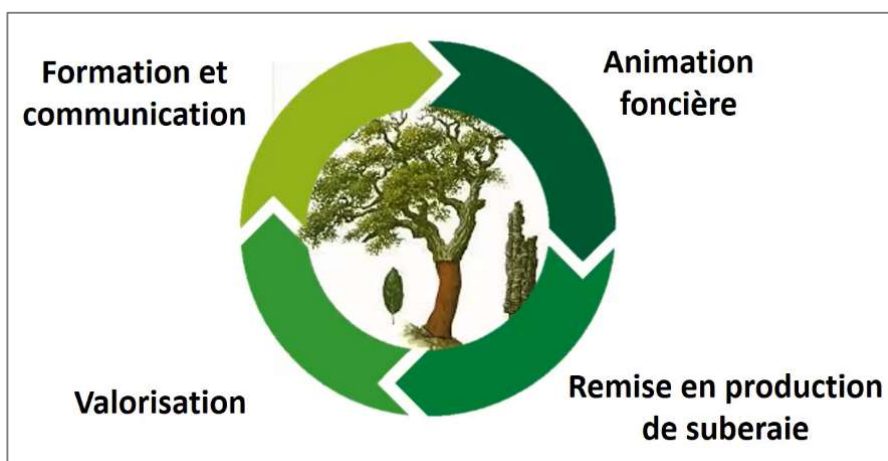 Formation et
communication
Animation
foncière
Valorisation
Remise en production
de suberaie